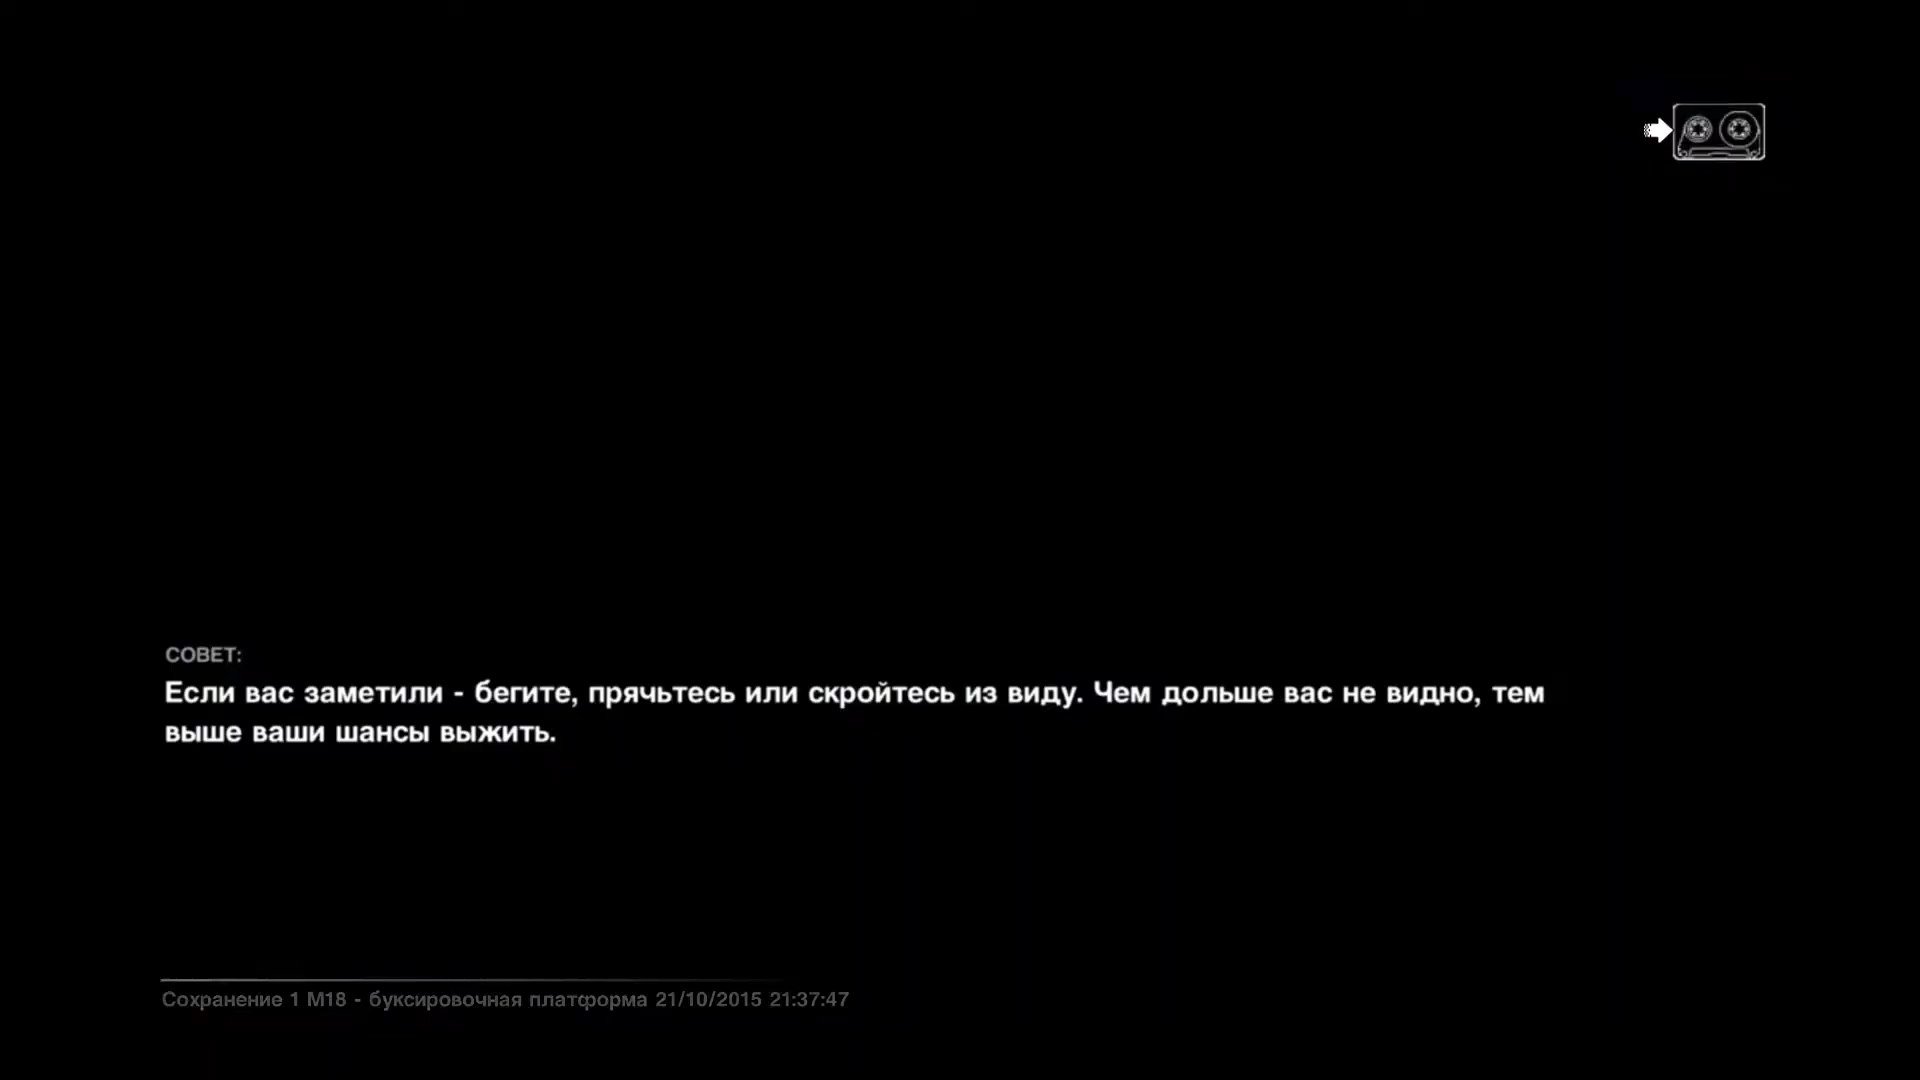 СОВЕТ:
Если вас заметили - бегите, прячьтесь или скройтесь из виду. Чем дольше вас не видно, тем
выше ваши шансы выжить.
Сохранение 1 М18 - буксировочная платформа 21/10/2015 21:37:47